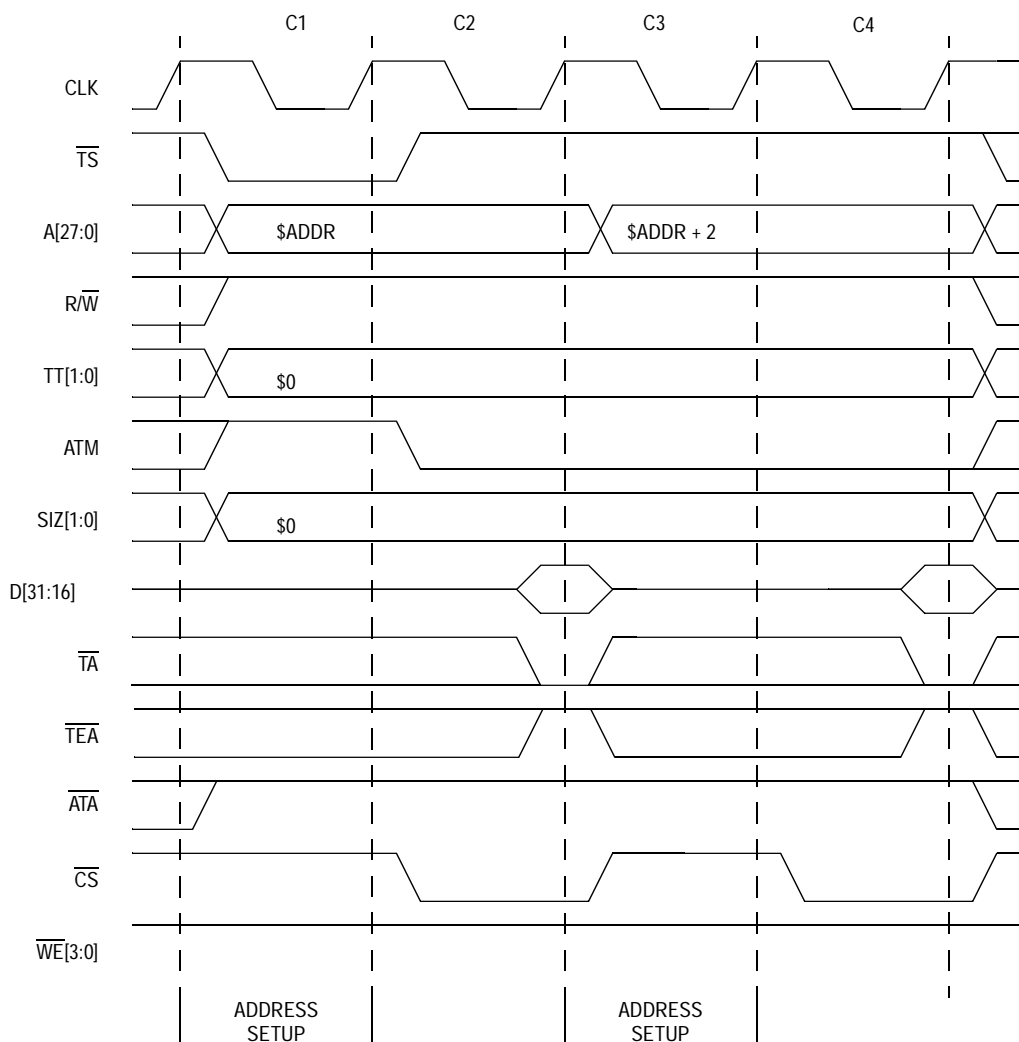 C1 C2 C3 C4
CLK
TS
A[27:0] $ADDR $ADDR + 2
R/W
TT[1:0] $0
ATM
SIZ[1:0] $0
D[31:16]
TA
TEA
ATA
CS
WE[3:0]
ADDRESS
SETUP
ADDRESS
SETUP